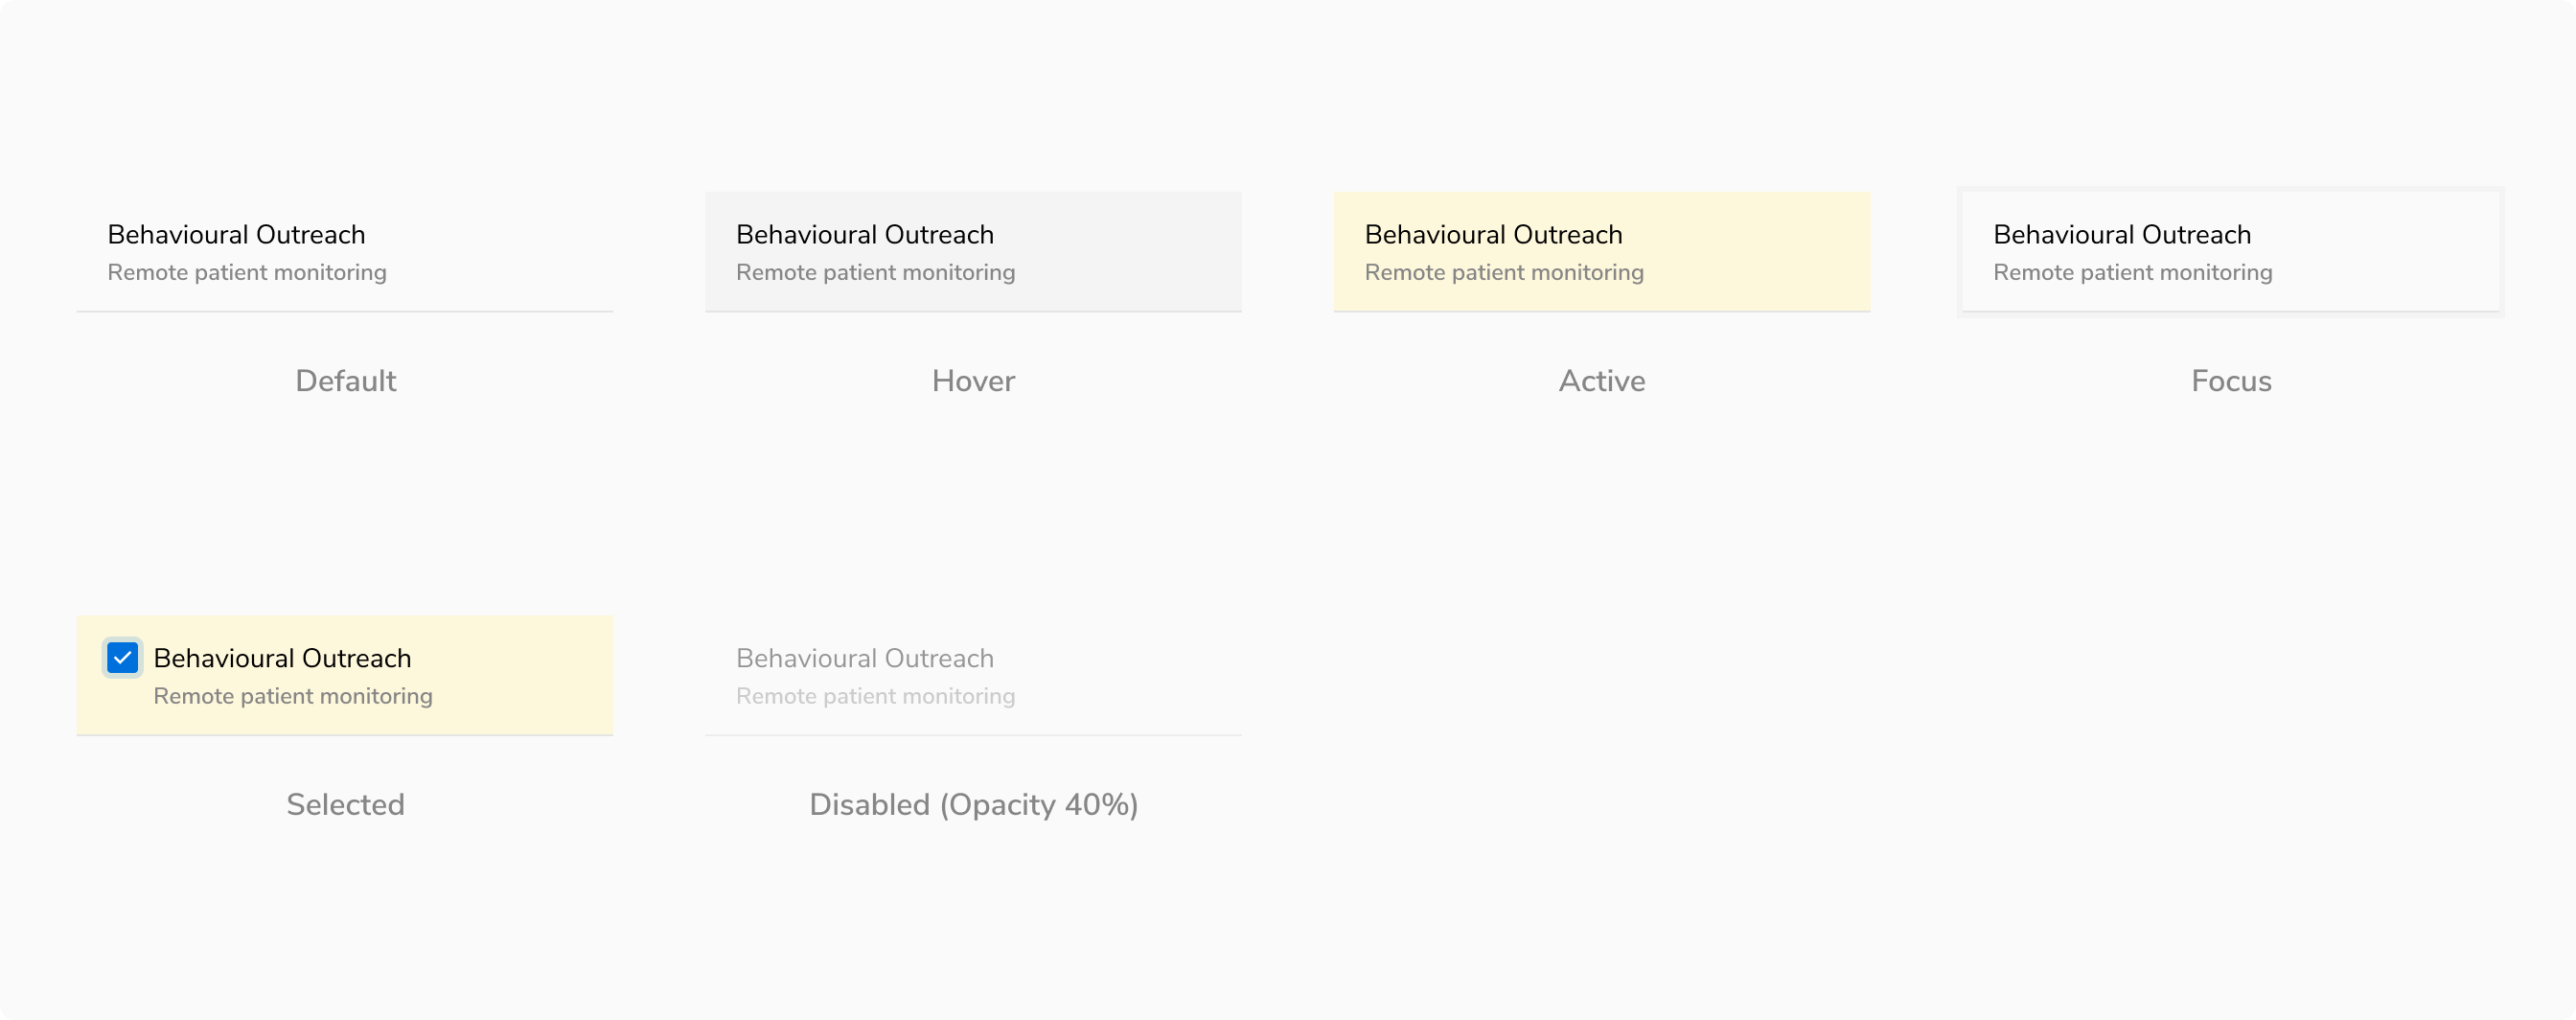 Behavioural Outreach
Remote patient monitoring
Default
Behavioural Outreach
Remote patient monitoring
Hover
Behavioural Outreach
Remote patient monitoring
Active
Behavioural Outreach
Remote patient monitoring
Focus
Behavioural Outreach
Remote patient monitoring
Selected
Behavioural Outreach
Remote patient monitoring
Disabled (Opacity 40%)